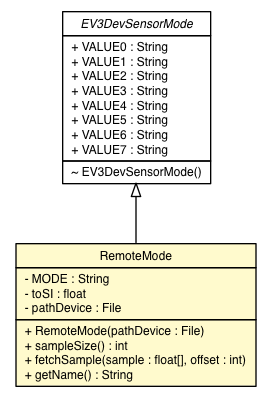 EV3DevSensorMode
+ VALUE0 : String
+ VALUE1 : String
+ VALUE2 : String
+ VALUE3 : String
+ VALUE4 : String
+ VALUE5 : String
+ VALUE6 : String
+ VALUE7 : String
~ EV3DevSensorMode()
RemoteMode
- MODE : String
- toSI : float
- pathDevice : File
+ RemoteMode(pathDevice : File)
+ sampleSize() : int
+ fetchSample(sample : float[], offset : int)
+ getName() : String